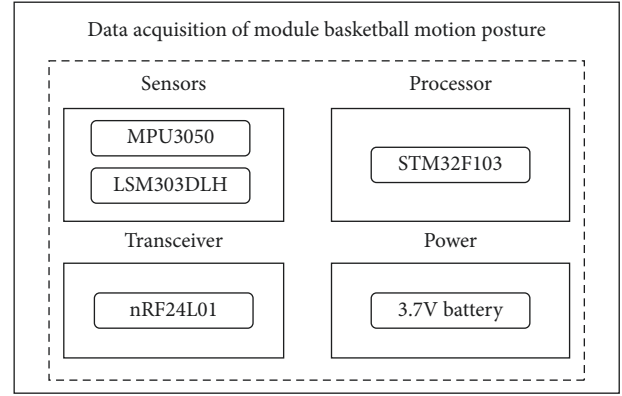 Data acquisition of module basketball motion posture
Sensors
MPU3050
LSM303DLH
Processor
STM32F103
Transceiver
nRF24L01
Power
3.7V battery